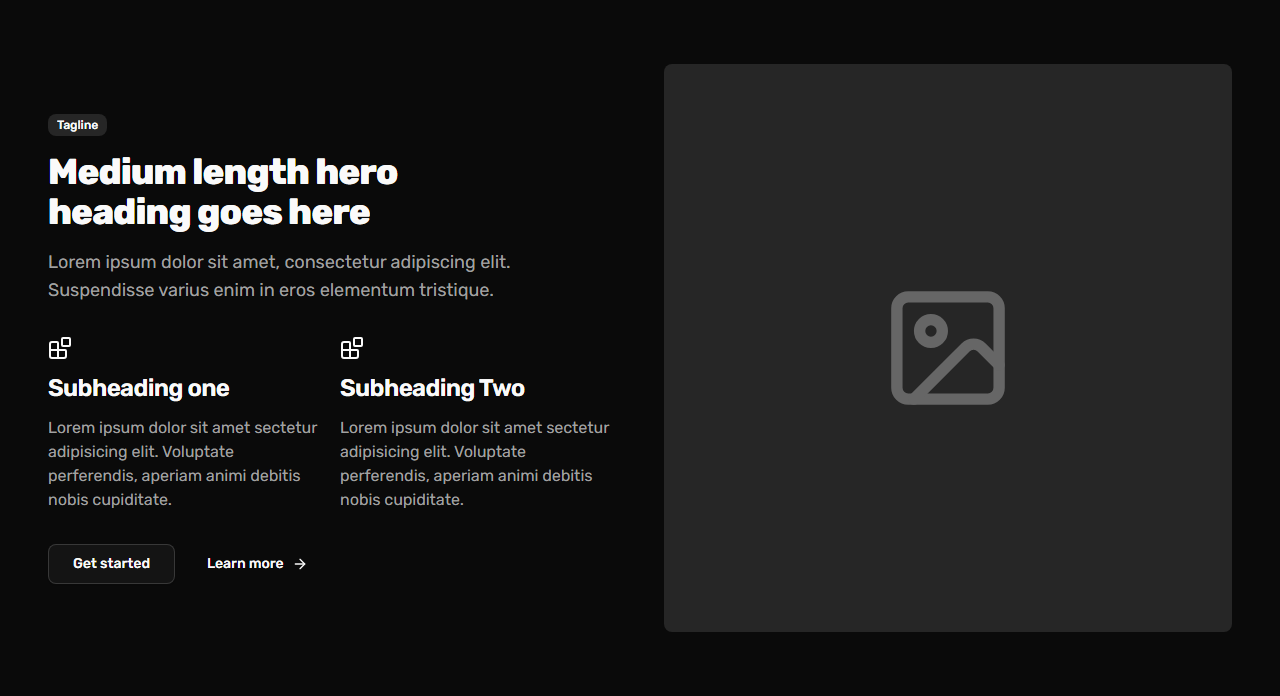 Tagline
Medium length hero
heading goes here
Lorem ipsum dolor sit amet, consectetur adipiscing elit.
Suspendisse varius enim in eros elementum tristique.
Subheading one
Lorem ipsum dolor sit amet sectetur
adipisicing elit. Voluptate
perferendis, aperiam animi debitis
nobis cupiditate.
Subheading Two
Lorem ipsum dolor sit amet sectetur
adipisicing elit. Voluptate
perferendis, aperiam animi debitis
nobis cupiditate.
Get started
Learn more